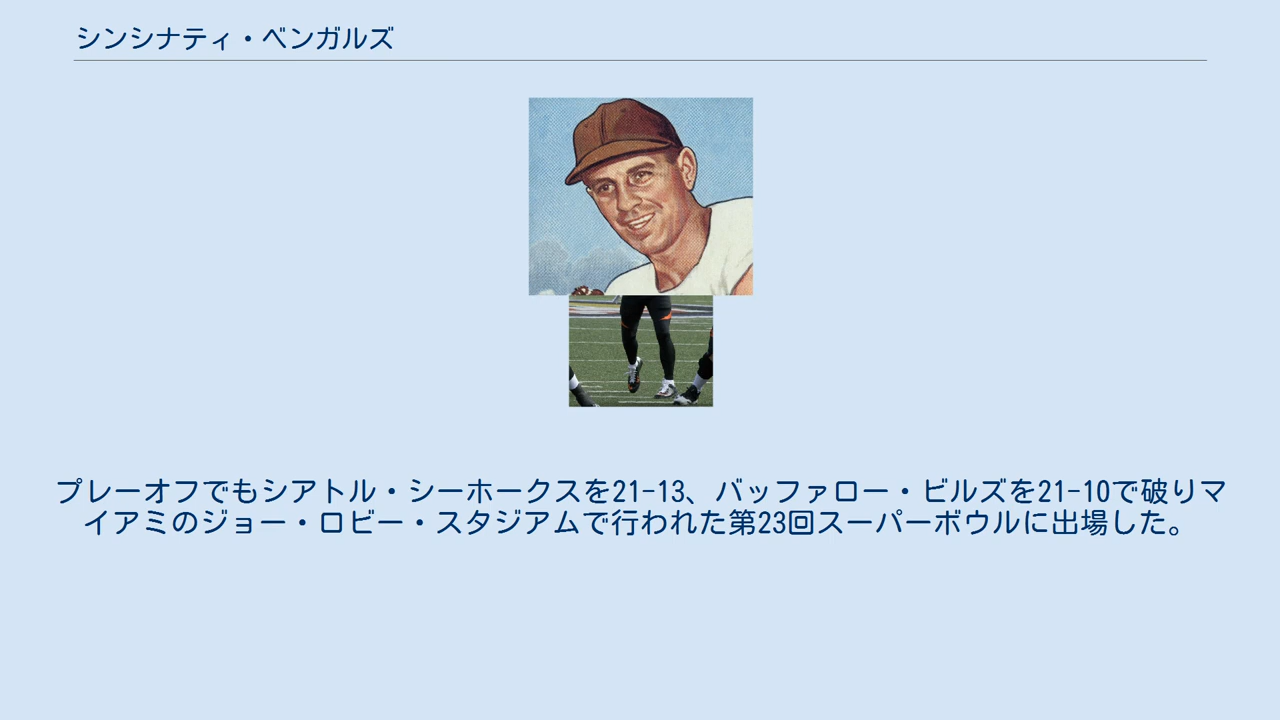 シンシナティ・ベンガルズ
プレーオフでもシアトル・シーホークスを21-13、バッファロー・ビルズを21-10で破りマ
イアミのジョー・ロビー・スタジアムで行われた第23回スーパーボウルに出場した。